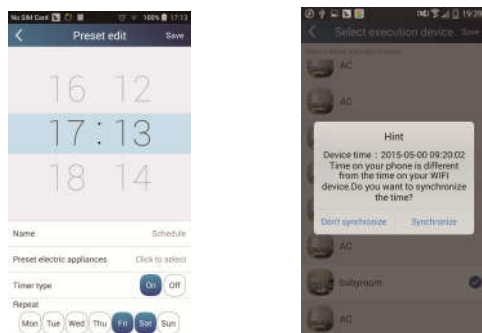 No SIM Card 100% 17:13
Preset edit Save
16 12
17 : 13
18 14
Name Schedule
Preset electric appliances Click to select
Timer type On Off
Repeat
Mon Tue Wed Thu Fri Sat Sun
19:39
Select execution device Save
AC
AC
Hint
Device time : 2015-05-00 09:20:02
Time on your phone is different
from the time on your WIFI
device.Do you want to synchronize
the time?
Don't synchronize Synchronize
AC
babyroom
AC